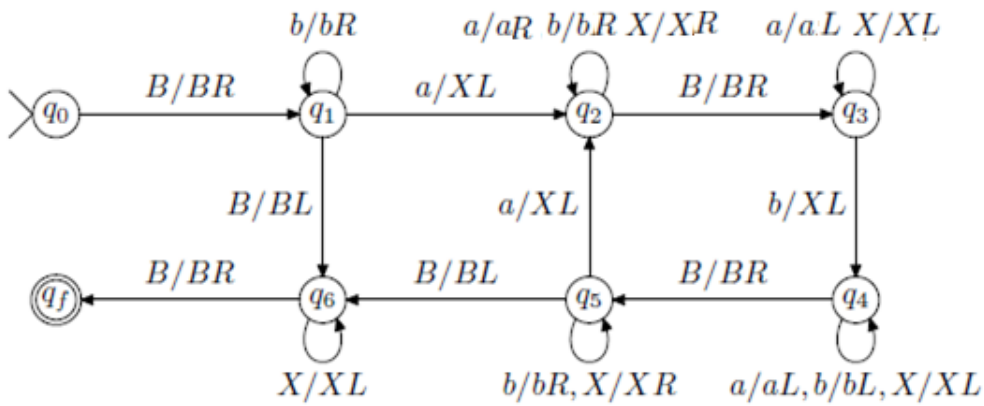 b/bR a/aR b/bR X/XR a/aL X/XL
B/BR a/XL B/BR
q0 q1 q2 q3
B/BL a/XL b/XL
B/BR B/BL B/BR
qf q6 q5 q4
X/XL b/bR, X/XR a/aL, b/bL, X/XL